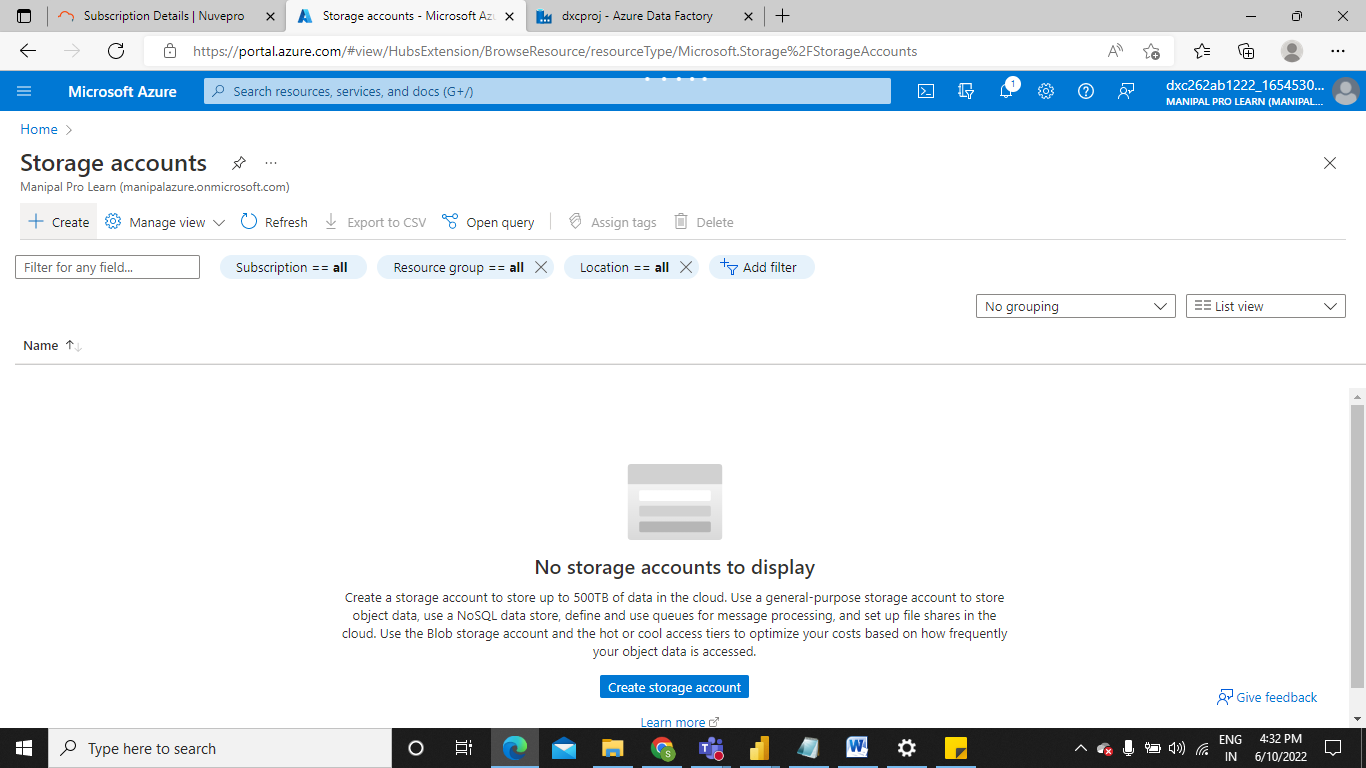 Subscription Details | Nuvepro
Storage accounts - Microsoft Az
dxcproj - Azure Data Factory
https://portal.azure.com/#view/HubsExtension/BrowseResource/resourceType/Microsoft.Storage%2FStorageAccounts
Microsoft Azure
Search resources, services, and docs (G+/)
1
dxc262ab1222_1654530...
MANIPAL PRO LEARN (MANIPAL...
Home
Storage accounts
Manipal Pro Learn (manipalazure.onmicrosoft.com)
Create Manage view Refresh Export to CSV Open query Assign tags Delete
Filter for any field... Subscription == all Resource group == all Location == all Add filter
No grouping List view
Name
No storage accounts to display
Create a storage account to store up to 500TB of data in the cloud. Use a general-purpose storage account to store
object data, use a NoSQL data store, define and use queues for message processing, and set up file shares in the
cloud. Use the Blob storage account and the hot or cool access tiers to optimize your costs based on how frequently
your object data is accessed.
Create storage account
Give feedback
Learn more
Type here to search
ENG
IN
4:32 PM
6/10/2022